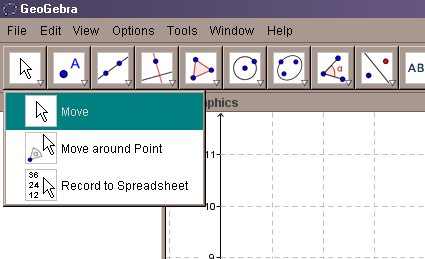 GeoGebra
File Edit View Options Tools Window Help
A α AB
Move
phics
Move around Point
36
24
12
Record to Spreadsheet
11
10
9